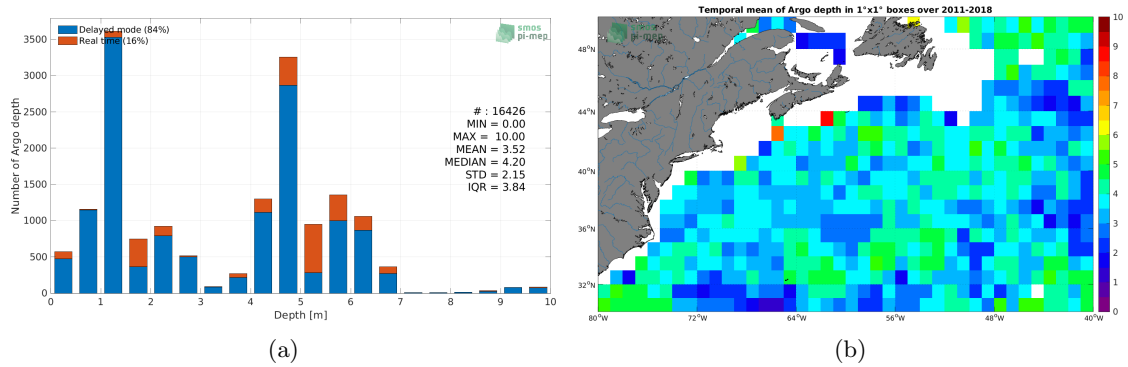 Delayed mode (84%)
Real time (16%)
smos
pi-mep
# : 16426
MIN = 0.00
MAX = 10.00
MEAN = 3.52
MEDIAN = 4.20
STD = 2.15
IQR = 3.84
Number of Argo depth
3500
3000
2500
2000
1500
1000
500
0
0 1 2 3 4 5 6 7 8 9 10
Depth [m]
(a)
Temporal mean of Argo depth in 1°x1° boxes over 2011-2018
smos
pi-mep
48°N
44°N
40°N
36°N
32°N
80°W 72°W 64°W 56°W 48°W 40°W
10
9
8
7
6
5
4
3
2
1
0
(b)